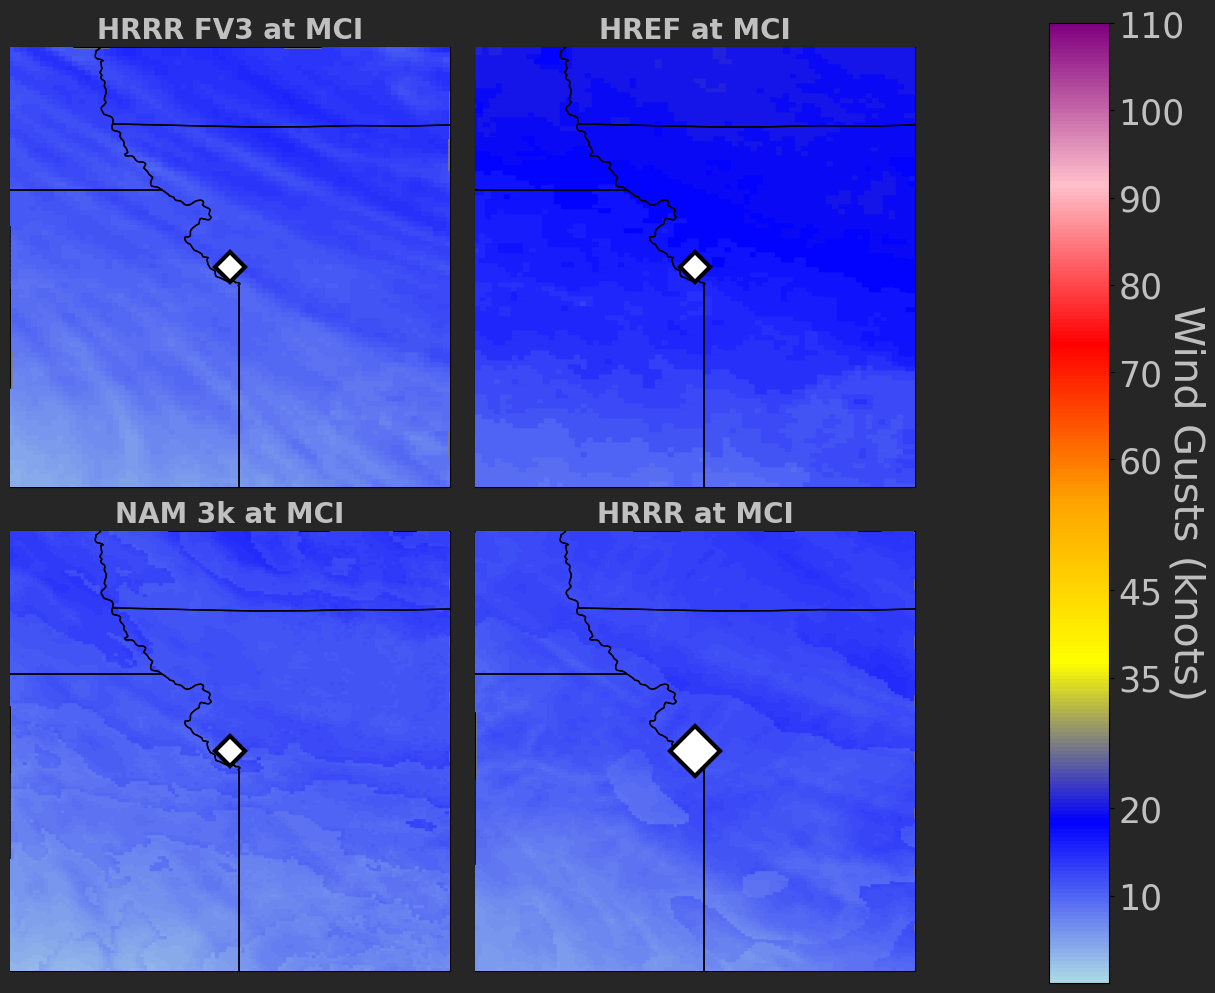 HRRR FV3 at MCI
HREF at MCI
NAM 3k at MCI
HRRR at MCI
110
100
90
80
70
60
45
35
20
10
Wind Gusts (knots)